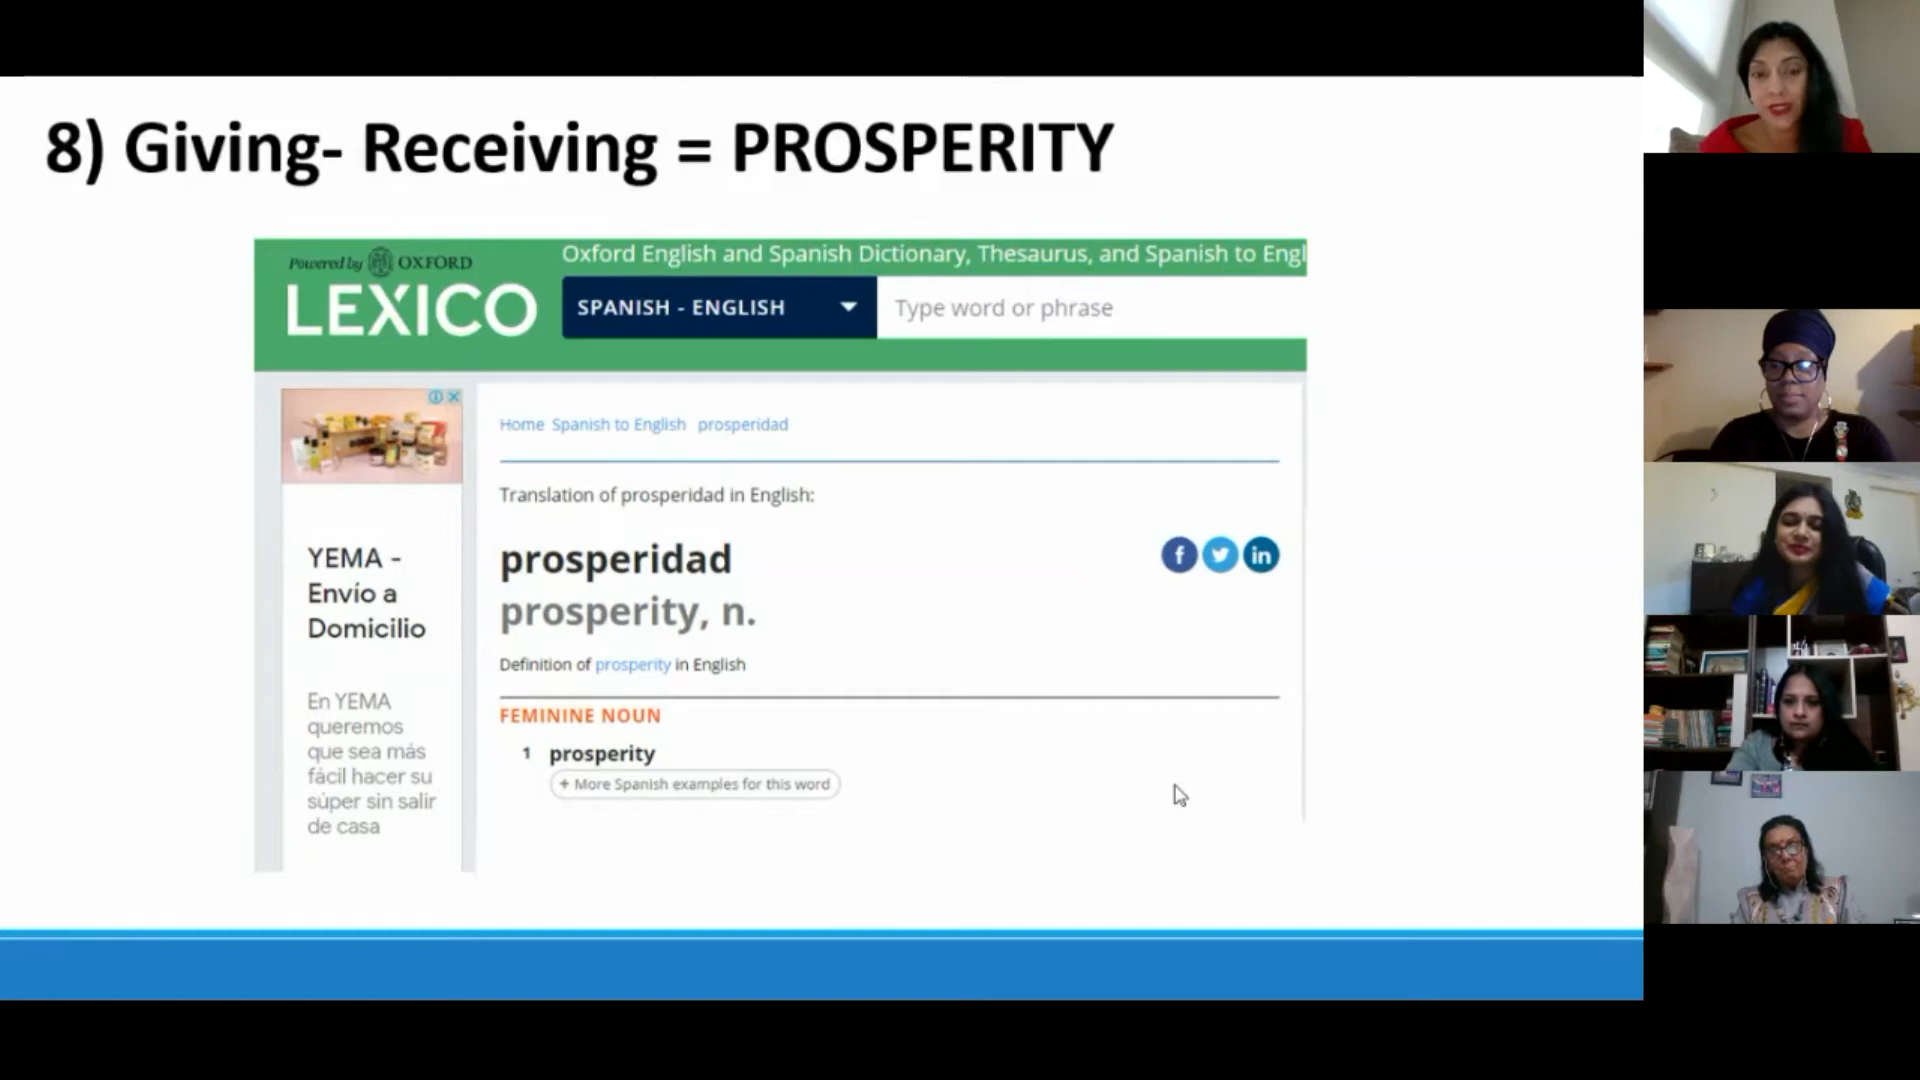 8) Giving- Receiving = PROSPERITY
Powered by OXFORD
LEXICO
Oxford English and Spanish Dictionary, Thesaurus, and Spanish to Engl
SPANISH - ENGLISH
Type word or phrase
Home Spanish to English prosperidad
Translation of prosperidad in English:
prosperidad
prosperity, n.
Definition of prosperity in English
FEMININE NOUN
1 prosperity
+ More Spanish examples for this word
f
in
YEMA -
Envío a
Domicilio
En YEMA
queremos
que sea más
fácil hacer su
súper sin salir
de casa